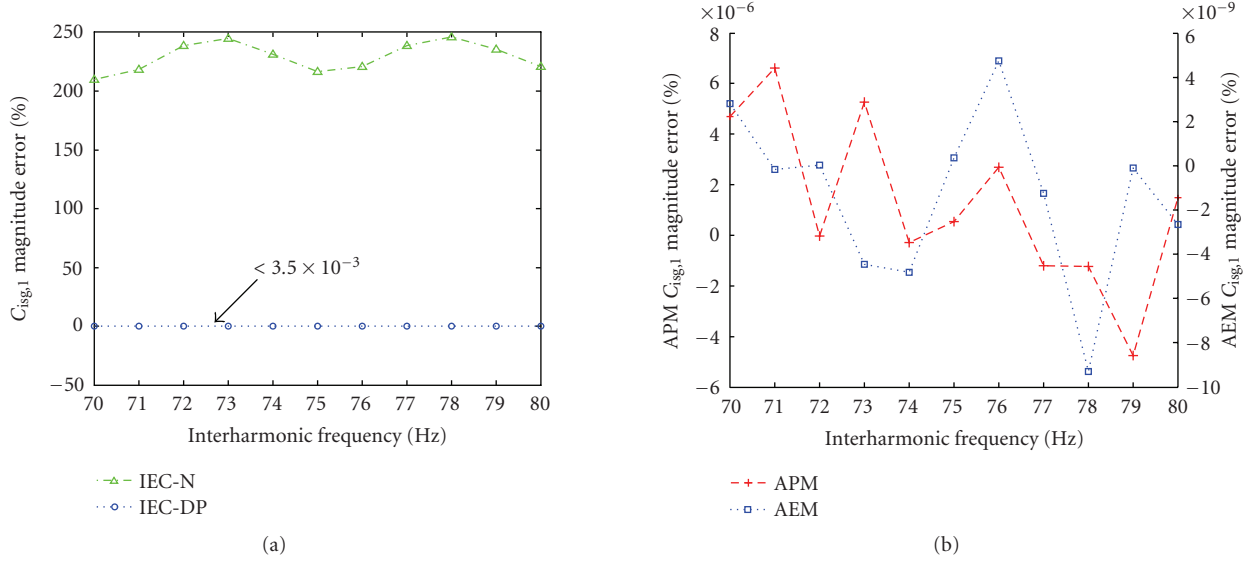 250
200
150
100
50
0
−50
C_isg,1 magnitude error (%)
< 3.5 × 10^−3
70 71 72 73 74 75 76 77 78 79 80
Interharmonic frequency (Hz)
IEC-N
IEC-DP
(a)
×10^−6
8
6
4
2
0
−2
−4
−6
APM C_isg,1 magnitude error (%)
×10^−9
6
4
2
0
−2
−4
−6
−8
−10
AEM C_isg,1 magnitude error (%)
70 71 72 73 74 75 76 77 78 79 80
Interharmonic frequency (Hz)
APM
AEM
(b)